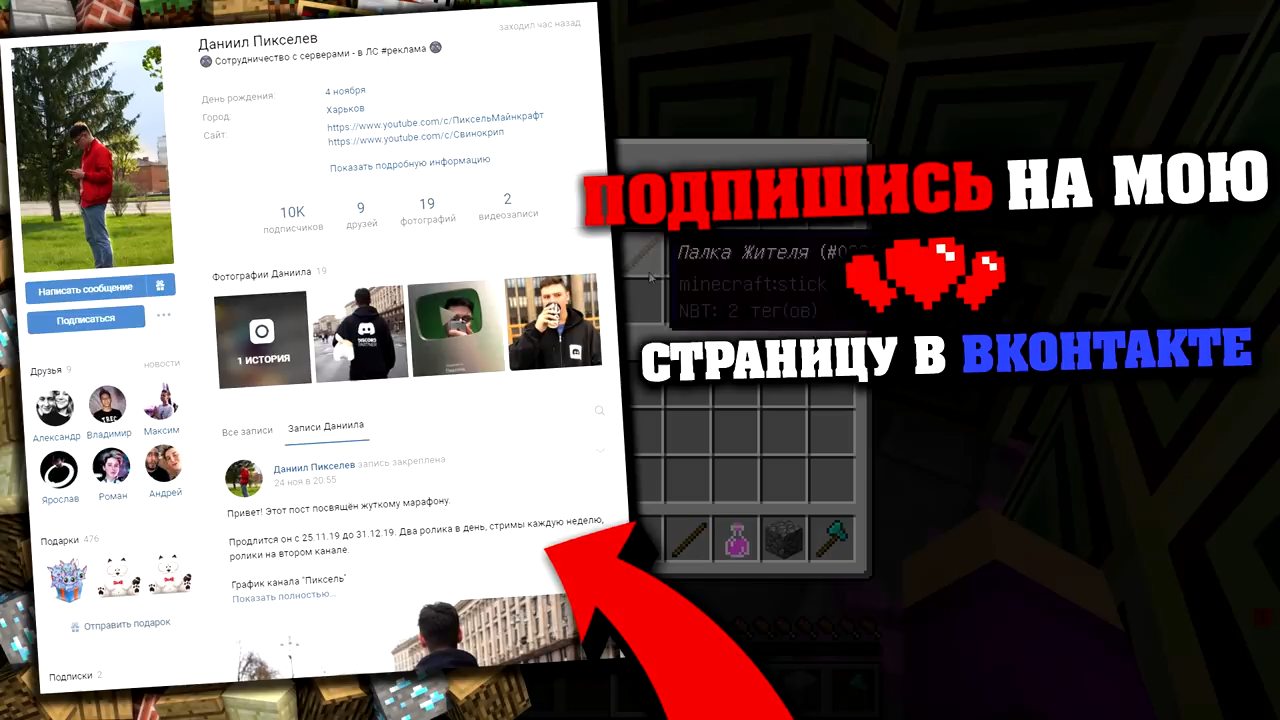 Даниил Пикселев
заходил час назад
Сотрудничество с серверами - в ЛС #реклама
День рождения: 4 ноября
Город: Харьков
Сайт: https://www.youtube.com/c/ПиксельМайнкрафт
https://www.youtube.com/c/Свинокрип
Показать подробную информацию
10K 9 19 2
подписчиков друзей фотографий видеозаписи
Написать сообщение
Подписаться
Фотографии Даниила 19
1 ИСТОРИЯ
DISCORD
PARTNER
Друзья 9 новости
Александр Владимир Максим
Ярослав Роман Андрей
Все записи Записи Даниила
Даниил Пикселев запись закреплена
24 ноя в 20:55
Привет! Этот пост посвящён жуткому марафону.
Продлится он с 25.11.19 до 31.12.19. Два ролика в день, стримы каждую неделю,
ролики на втором канале.
График канала "Пиксель"
Показать полностью...
Подарки 476
Отправить подарок
Подписки 2
ПОДПИШИСЬ НА МОЮ
СТРАНИЦУ В ВКОНТАКТЕ
Палка Жителя (#0
minecraft:stick
NBT: 2 тег(ов)